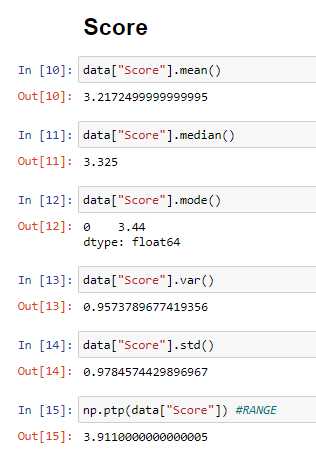 Score
In [10]: data["Score"].mean()
Out[10]: 3.2172499999999995
In [11]: data["Score"].median()
Out[11]: 3.325
In [12]: data["Score"].mode()
Out[12]: 0    3.44
dtype: float64
In [13]: data["Score"].var()
Out[13]: 0.9573789677419356
In [14]: data["Score"].std()
Out[14]: 0.9784574429896967
In [15]: np.ptp(data["Score"]) #RANGE
Out[15]: 3.9110000000000005